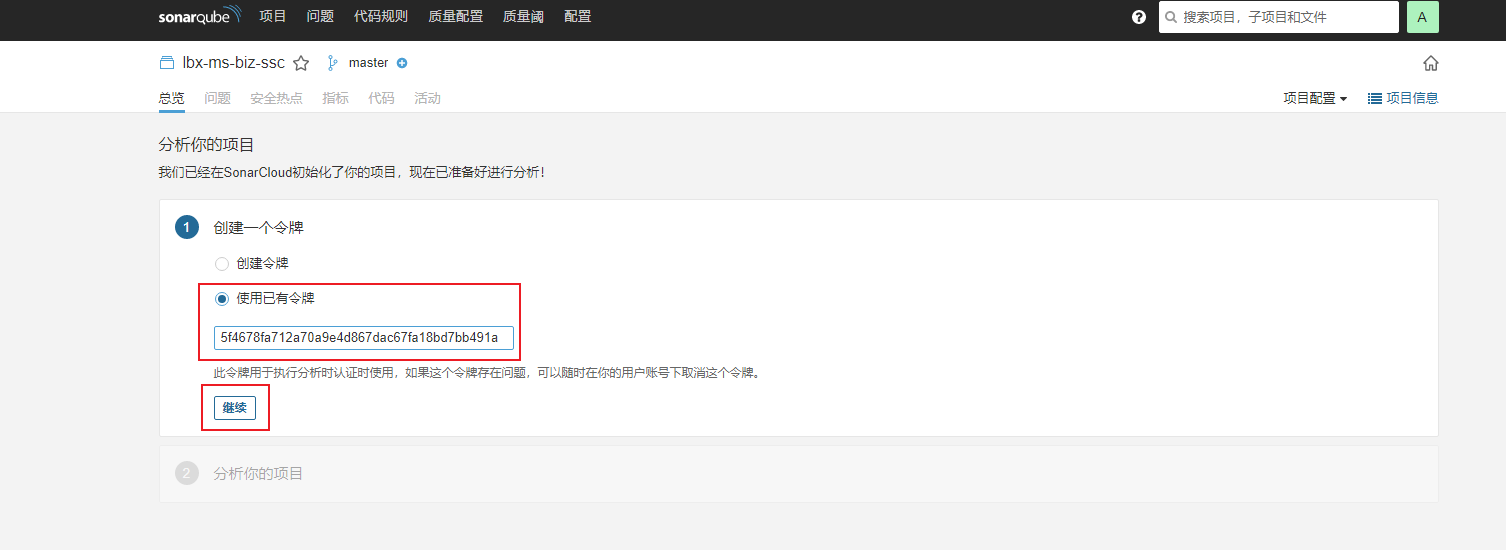 sonarqube 项目 问题 代码规则 质量配置 质量阈 配置 ? 搜索项目，子项目和文件 A
lbx-ms-biz-ssc master
总览 问题 安全热点 指标 代码 活动 项目配置 项目信息
分析你的项目
我们已经在SonarCloud初始化了你的项目，现在已准备好进行分析！
1 创建一个令牌
创建令牌
使用已有令牌
5f4678fa712a70a9e4d867dac67fa18bd7bb491a
此令牌用于执行分析时认证时使用，如果这个令牌存在问题，可以随时在你的用户账号下取消这个令牌。
继续
2 分析你的项目